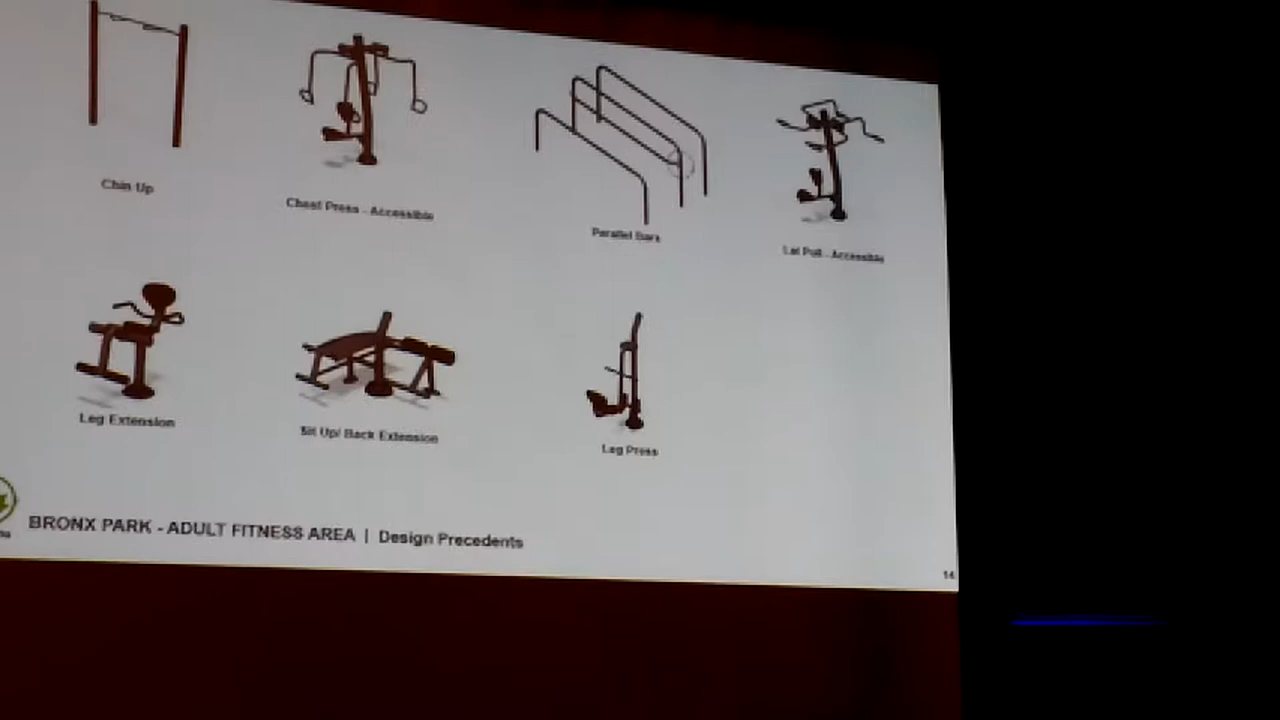 Chin Up
Chest Press - Accessible
Parallel Bars
Lat Pull - Accessible
Leg Extension
Sit Up/ Back Extension
Leg Press
BRONX PARK - ADULT FITNESS AREA | Design Precedents
14